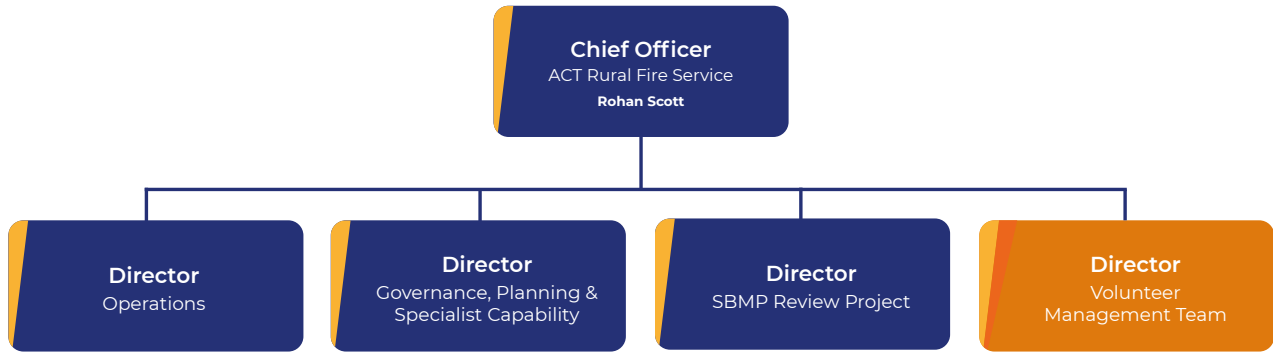 Chief Officer
ACT Rural Fire Service
Rohan Scott
Director
Operations
Director
Governance, Planning &
Specialist Capability
Director
SBMP Review Project
Director
Volunteer
Management Team